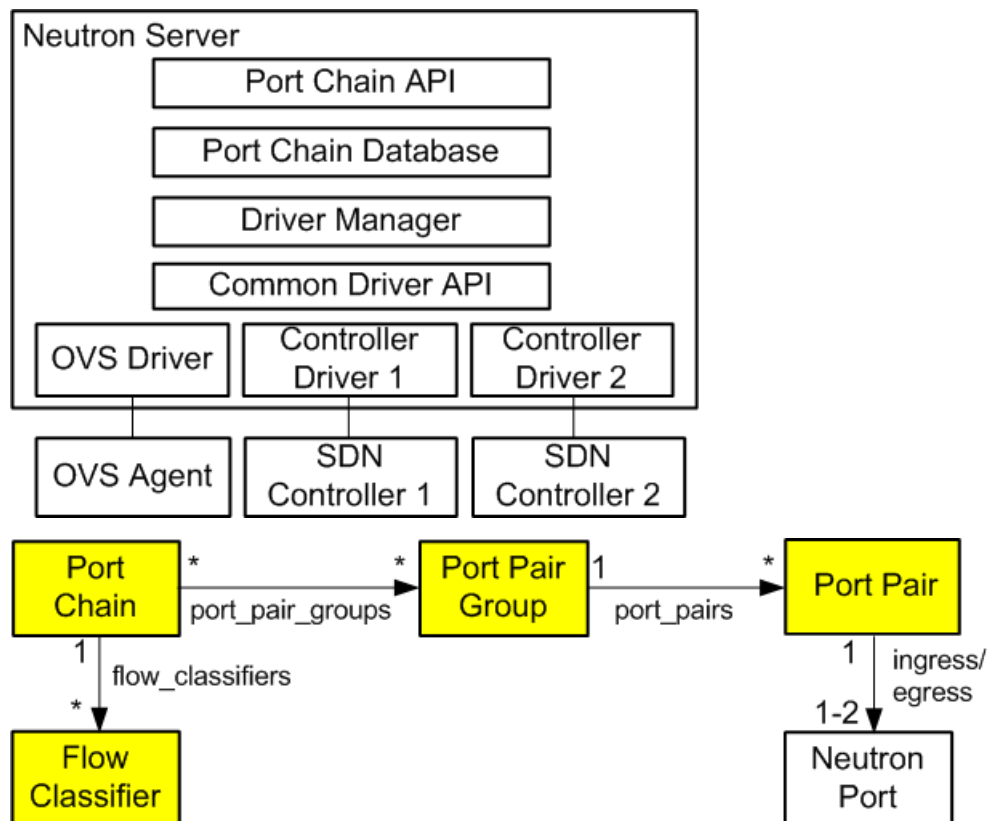 Neutron Server
Port Chain API
Port Chain Database
Driver Manager
Common Driver API
OVS Driver
Controller
Driver 1
Controller
Driver 2
OVS Agent
SDN
Controller 1
SDN
Controller 2
Port
Chain
*
*
port_pair_groups
Port Pair
Group
1
*
port_pairs
Port Pair
1
flow_classifiers
*
1
ingress/
egress
1-2
Flow
Classifier
Neutron
Port